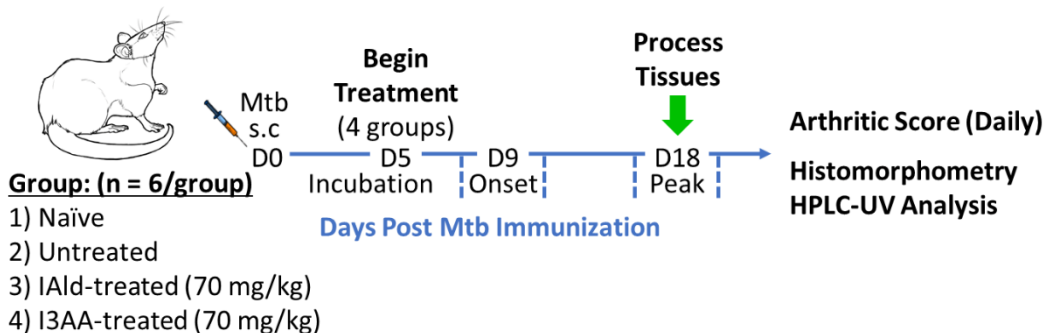 Mtb
s.c
Begin
Treatment
(4 groups)
Process
Tissues
D0 D5 D9 D18
Incubation Onset Peak
Days Post Mtb Immunization
Arthritic Score (Daily)
Histomorphometry
HPLC-UV Analysis
Group: (n = 6/group)
1) Naïve
2) Untreated
3) IAld-treated (70 mg/kg)
4) I3AA-treated (70 mg/kg)